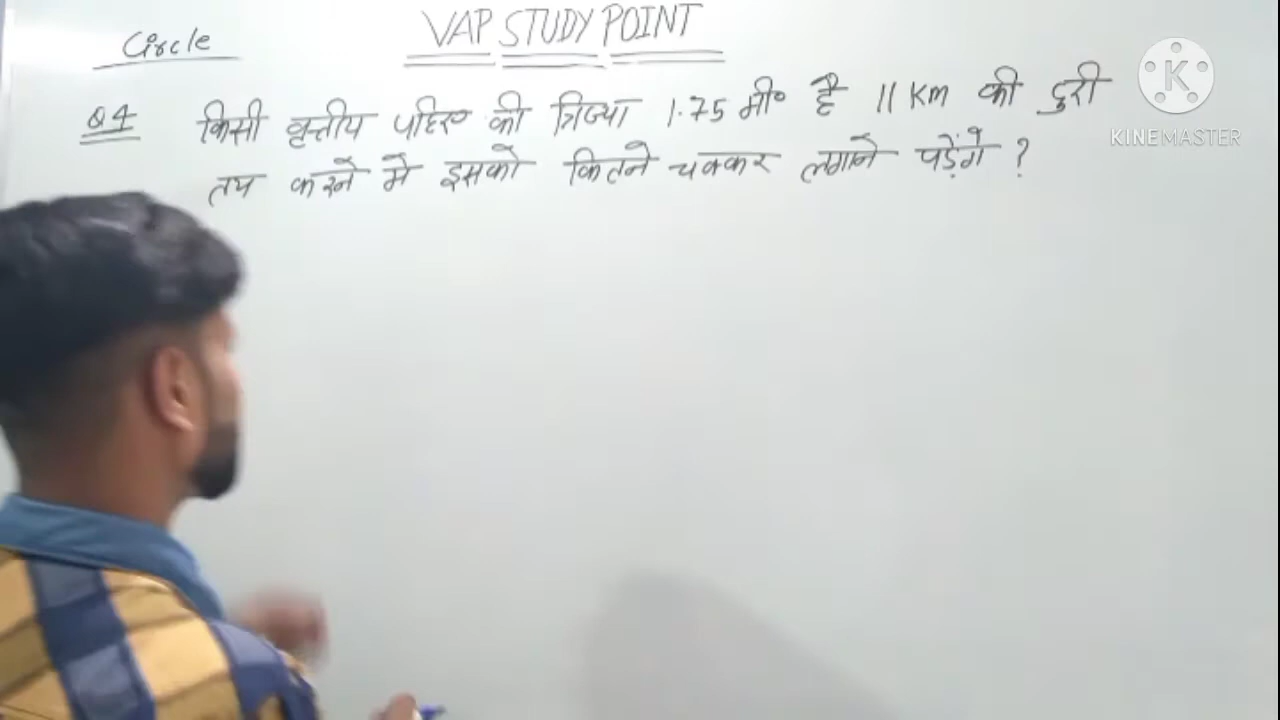 Circle
VAP STUDY POINT
Q4 किसी वृत्तीय पहिए की त्रिज्या 1.75 मी० है 11 Km की दुरी
तय करने मे इसको कितने चक्कर लगाने पड़ेंगे ?
K
KINEMASTER